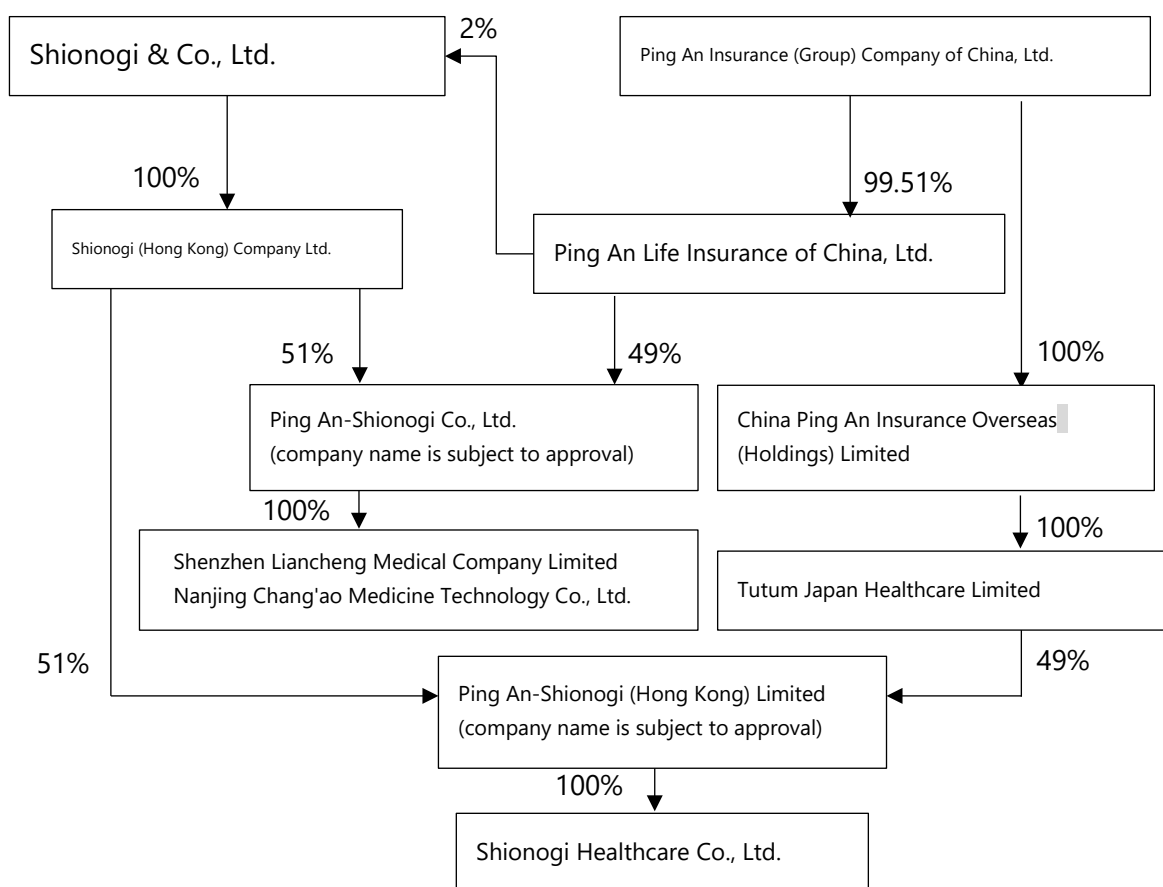 Shionogi & Co., Ltd.
2%
Ping An Insurance (Group) Company of China, Ltd.
100%
99.51%
Shionogi (Hong Kong) Company Ltd.
Ping An Life Insurance of China, Ltd.
51%
49%
100%
Ping An-Shionogi Co., Ltd.
(company name is subject to approval)
China Ping An Insurance Overseas
(Holdings) Limited
100%
100%
Shenzhen Liancheng Medical Company Limited
Nanjing Chang'ao Medicine Technology Co., Ltd.
Tutum Japan Healthcare Limited
51%
49%
Ping An-Shionogi (Hong Kong) Limited
(company name is subject to approval)
100%
Shionogi Healthcare Co., Ltd.